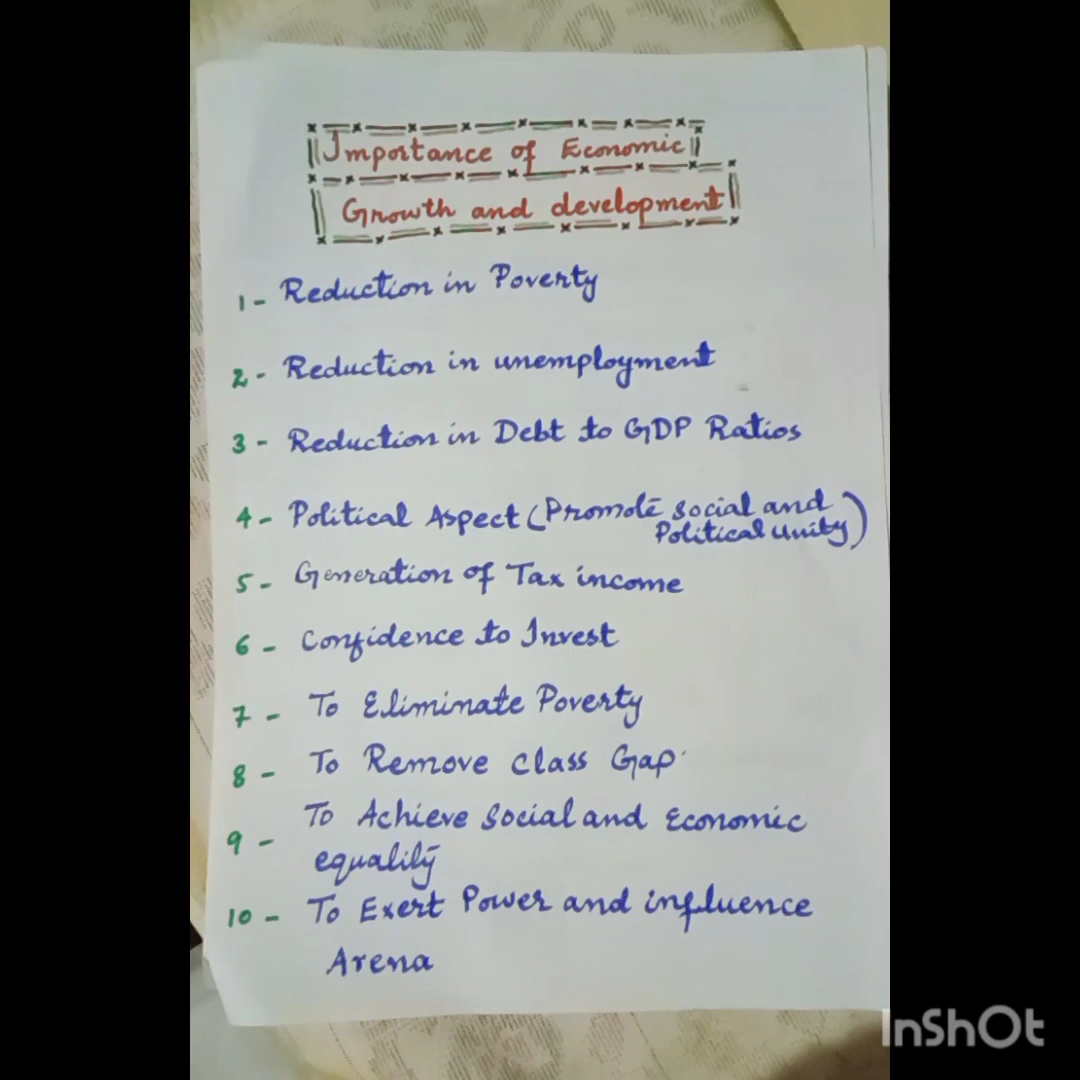 Importance of Economic
Growth and development
1- Reduction in Poverty
2- Reduction in unemployment
3- Reduction in Debt to GDP Ratios
4- Political Aspect (Promote social and
Political unity)
5- Generation of Tax income
6- Confidence to Invest
7- To Eliminate Poverty
8- To Remove class Gap
9- To Achieve social and Economic
equality
10- To Exert Power and influence
Arena
InShOt